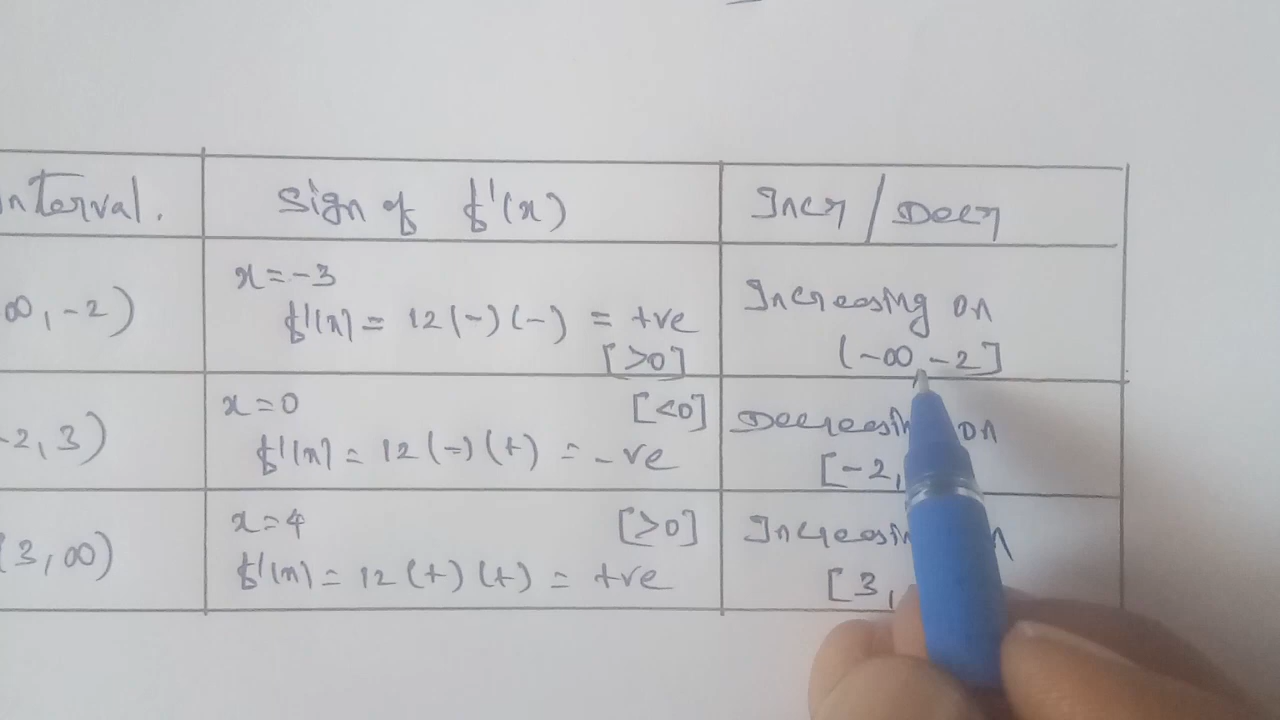 nterval. Sign of f'(x) Incr / Decr
x = -3
∞, -2) f'(x) = 12 (-) (-) = +ve Increasing on
[>0] (-∞, -2]
x = 0 [<0] Decreasin on
-2, 3) f'(x) = 12 (-) (+) = -ve [-2,
x = 4 [>0] Increasin n
(3, ∞) f'(x) = 12 (+) (+) = +ve [3,